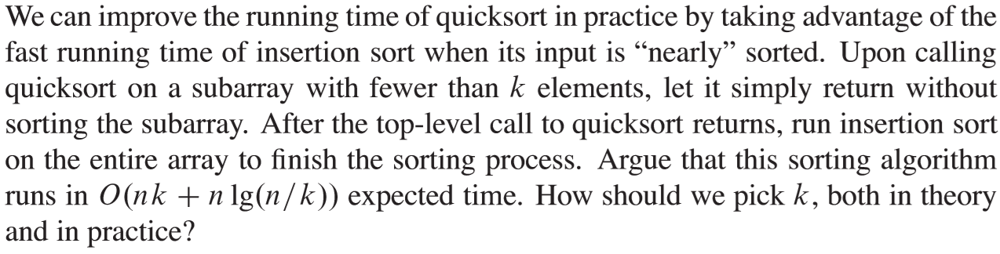 We can improve the running time of quicksort in practice by taking advantage of the
fast running time of insertion sort when its input is “nearly” sorted. Upon calling
quicksort on a subarray with fewer than k elements, let it simply return without
sorting the subarray. After the top-level call to quicksort returns, run insertion sort
on the entire array to finish the sorting process. Argue that this sorting algorithm
runs in O(nk + n lg(n/k)) expected time. How should we pick k, both in theory
and in practice?